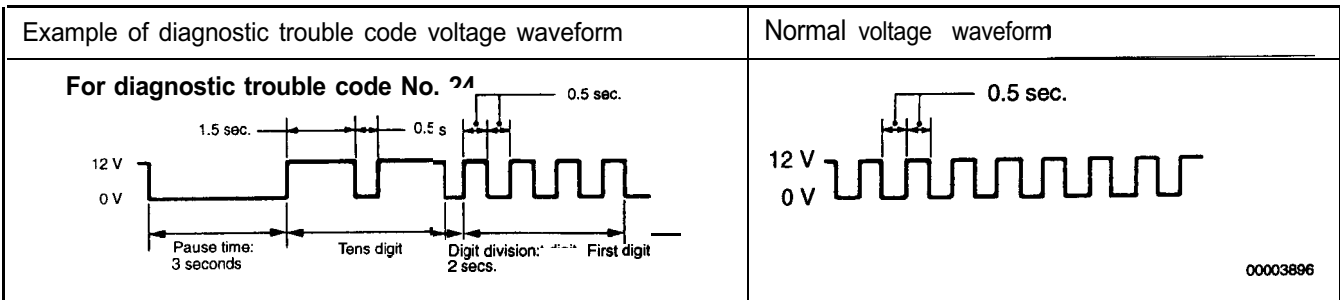 Example of diagnostic trouble code voltage waveform
Normal voltage waveform
For diagnostic trouble code No. 24
0.5 sec.
1.5 sec.
0.5 s
12 V
0 V
Pause time:
3 seconds
Tens digit
Digit division:
2 secs.
First digit
0.5 sec.
12 V
0 V
00003896